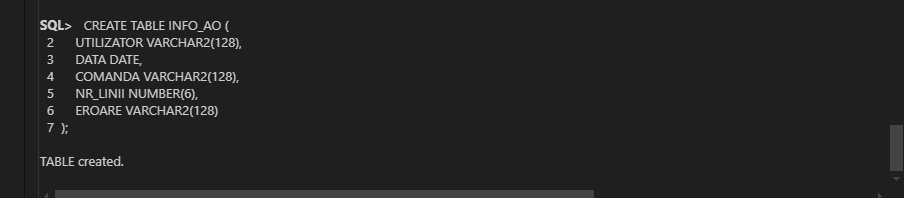 SQL> CREATE TABLE INFO_AO (
2 UTILIZATOR VARCHAR2(128),
3 DATA DATE,
4 COMANDA VARCHAR2(128),
5 NR_LINII NUMBER(6),
6 EROARE VARCHAR2(128)
7 );
TABLE created.